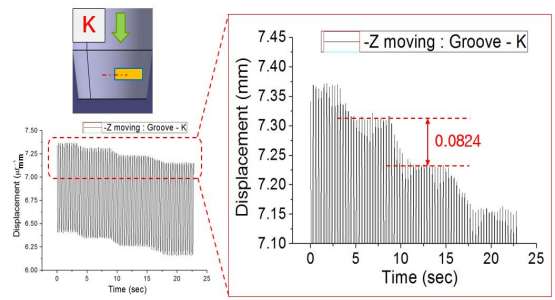 K
-Z moving : Groove - K
Displacement (μ mm
7.50
7.25
7.00
6.75
6.50
6.25
6.00
0 5 10 15 20 25
Time (sec)
-Z moving : Groove - K
Displacement (mm)
7.45
7.40
7.35
7.30
7.25
7.20
7.15
7.10
0.0824
0 5 10 15 20 25
Time (sec)